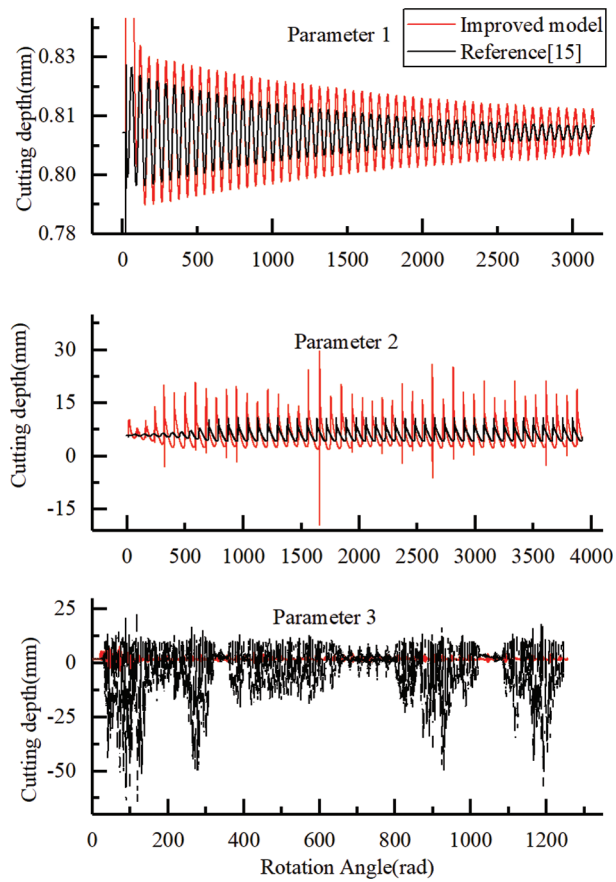 Parameter 1
Improved model
Reference[15]
Cutting depth(mm)
0.83
0.81
0.80
0.78
0 500 1000 1500 2000 2500 3000
Parameter 2
Cutting depth(mm)
30
15
0
-15
0 500 1000 1500 2000 2500 3000 3500 4000
Parameter 3
Cutting depth(mm)
25
0
-25
-50
0 200 400 600 800 1000 1200
Rotation Angle(rad)